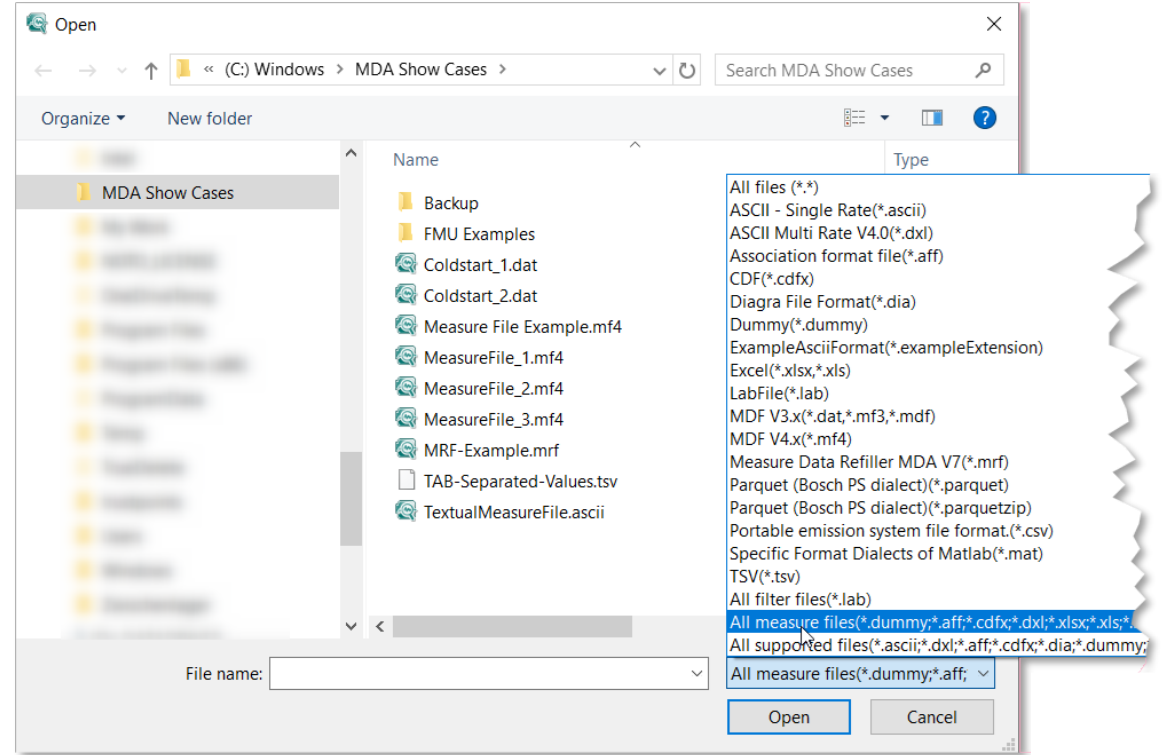 Open
« (C:) Windows > MDA Show Cases >
Search MDA Show Cases
Organize
New folder
?
Name
Type
MDA Show Cases
Backup
FMU Examples
Coldstart_1.dat
Coldstart_2.dat
Measure File Example.mf4
MeasureFile_1.mf4
MeasureFile_2.mf4
MeasureFile_3.mf4
MRF-Example.mrf
TAB-Separated-Values.tsv
TextualMeasureFile.ascii
All files (*.*)
ASCII - Single Rate(*.ascii)
ASCII Multi Rate V4.0(*.dxl)
Association format file(*.aff)
CDF(*.cdfx)
Diagra File Format(*.dia)
Dummy(*.dummy)
ExampleAsciiFormat(*.exampleExtension)
Excel(*.xlsx,*.xls)
LabFile(*.lab)
MDF V3.x(*.dat,*.mf3,*.mdf)
MDF V4.x(*.mf4)
Measure Data Refiller MDA V7(*.mrf)
Parquet (Bosch PS dialect)(*.parquet)
Parquet (Bosch PS dialect)(*.parquetzip)
Portable emission system file format.(*.csv)
Specific Format Dialects of Matlab(*.mat)
TSV(*.tsv)
All filter files(*.lab)
All measure files(*.dummy;*.aff;*.cdfx;*.dxl;*.xlsx;*.xls;*.
All supported files(*.ascii;*.dxl;*.aff;*.cdfx;*.dia;*.dummy;
File name:
All measure files(*.dummy;*.aff;
Open
Cancel